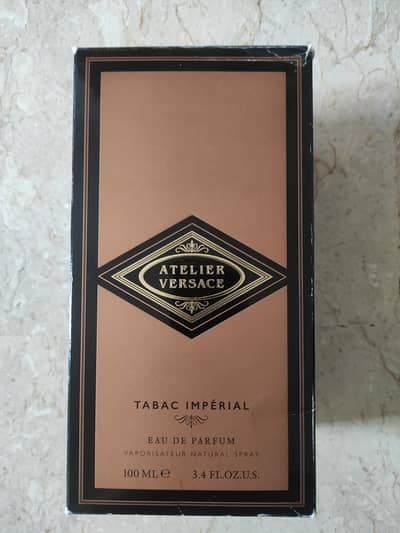 ATELIER
VERSACE
TABAC IMPÉRIAL
EAU DE PARFUM
VAPORISATEUR NATURAL SPRAY
100 ML ℮ 3.4 FL.OZ.U.S.